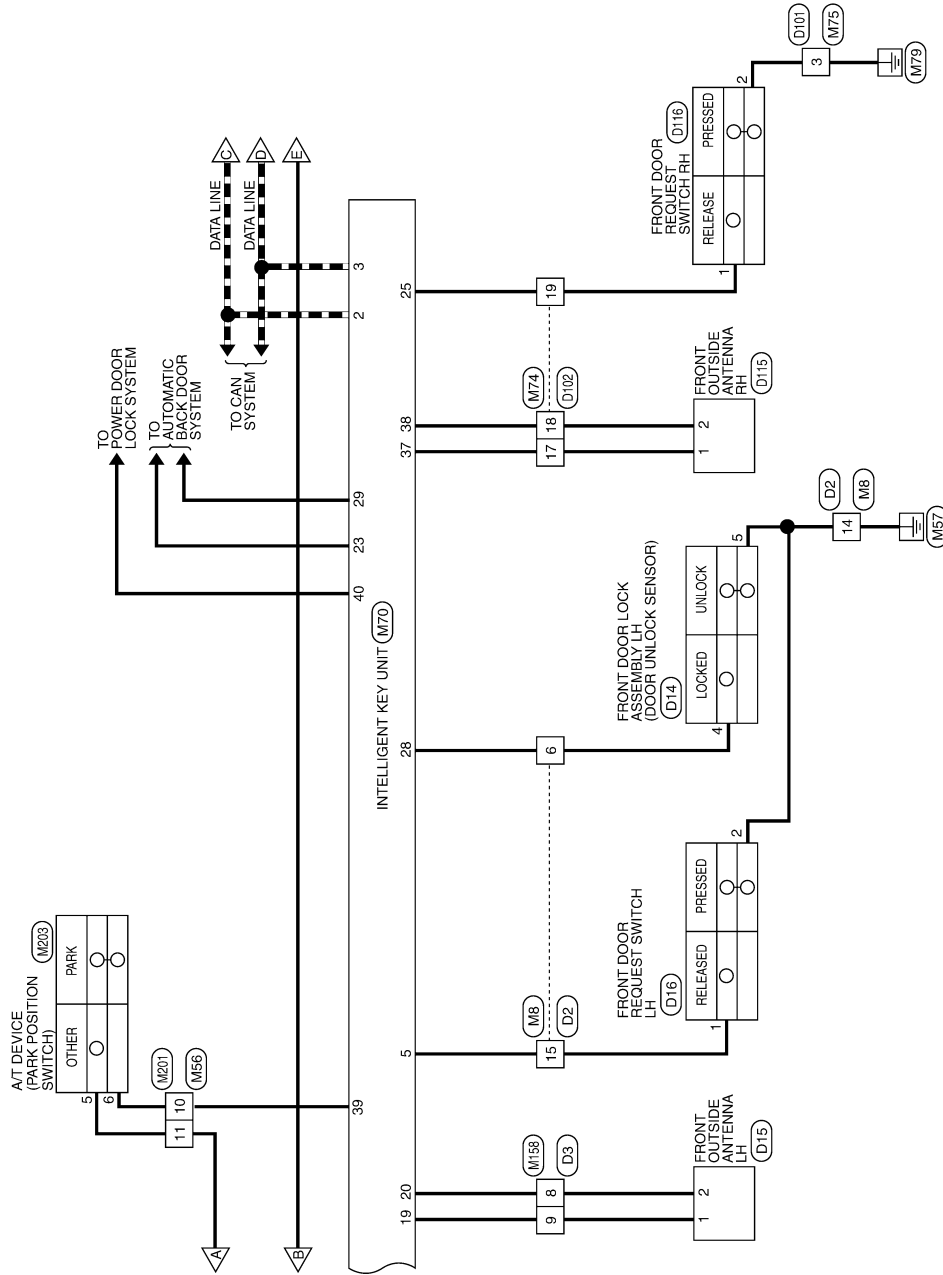 A/T DEVICE
(PARK POSITION
SWITCH)
M203
OTHER
PARK
5
6
11
10
M201
M56
A
B
TO
POWER DOOR
LOCK SYSTEM
TO
AUTOMATIC
BACK DOOR
SYSTEM
TO CAN
SYSTEM
DATA LINE
DATA LINE
C
D
E
39
40
23
29
2
3
INTELLIGENT KEY UNIT
M70
19
20
5
28
37
38
25
9
8
M158
D3
15
M8
D2
6
17
18
M74
D102
19
1
2
FRONT
OUTSIDE
ANTENNA
LH
D15
FRONT DOOR
REQUEST SWITCH
LH
D16
RELEASED
PRESSED
1
2
FRONT DOOR LOCK
ASSEMBLY LH
(DOOR UNLOCK SENSOR)
D14
LOCKED
UNLOCK
4
5
14
D2
M8
M57
1
2
FRONT
OUTSIDE
ANTENNA
RH
D115
FRONT DOOR
REQUEST
SWITCH RH
D116
RELEASE
PRESSED
1
2
3
D101
M75
M79